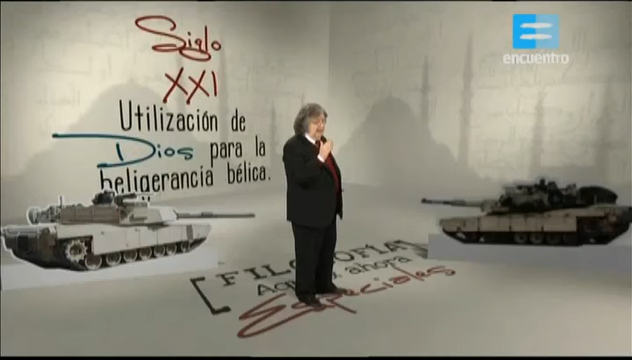 encuentro
Siglo
XXI
Utilización de
Dios para la
beligerancia bélica.
[FILOSOFÍA
Aquí y ahora
Especiales